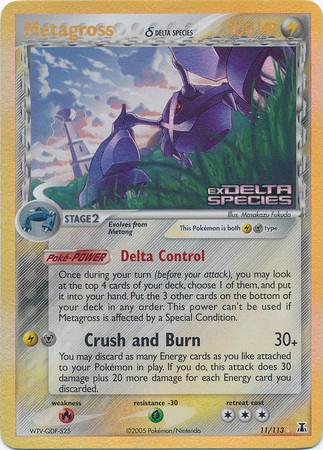 Metagross δ DELTA SPECIES 100 HP
EX DELTA
SPECIES
Illus. Masakazu Fukuda
STAGE 2
Evolves from
Metang
This Pokémon is both type.
Poké-POWER Delta Control
Once during your turn (before your attack), you may look
at the top 4 cards of your deck, choose 1 of them, and put
it into your hand. Put the 3 other cards on the bottom of
your deck in any order. This power can't be used if
Metagross is affected by a Special Condition.
Crush and Burn 30+
You may discard as many Energy cards as you like attached
to your Pokémon in play. If you do, this attack does 30
damage plus 20 more damage for each Energy card you
discarded.
weakness resistance -30 retreat cost
WTV-QDF-525 ©2005 Pokémon/Nintendo 11/113